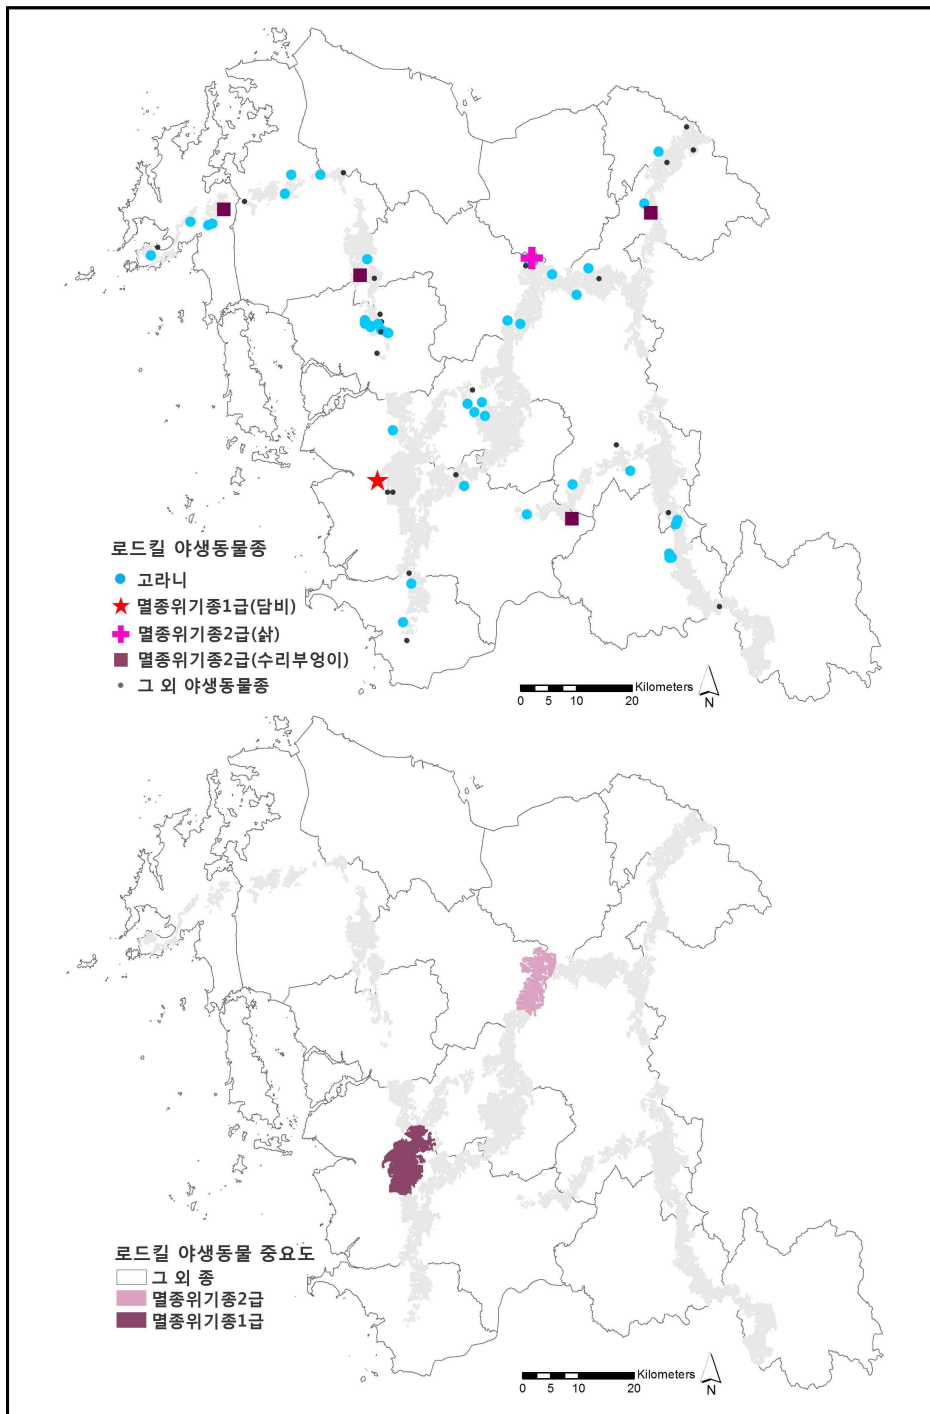 로드킬 야생동물종
고라니
멸종위기종1급(담비)
멸종위기종2급(삵)
멸종위기종2급(수리부엉이)
그 외 야생동물종
Kilometers
0 5 10 20
N
로드킬 야생동물 중요도
그 외 종
멸종위기종2급
멸종위기종1급
Kilometers
0 5 10 20
N